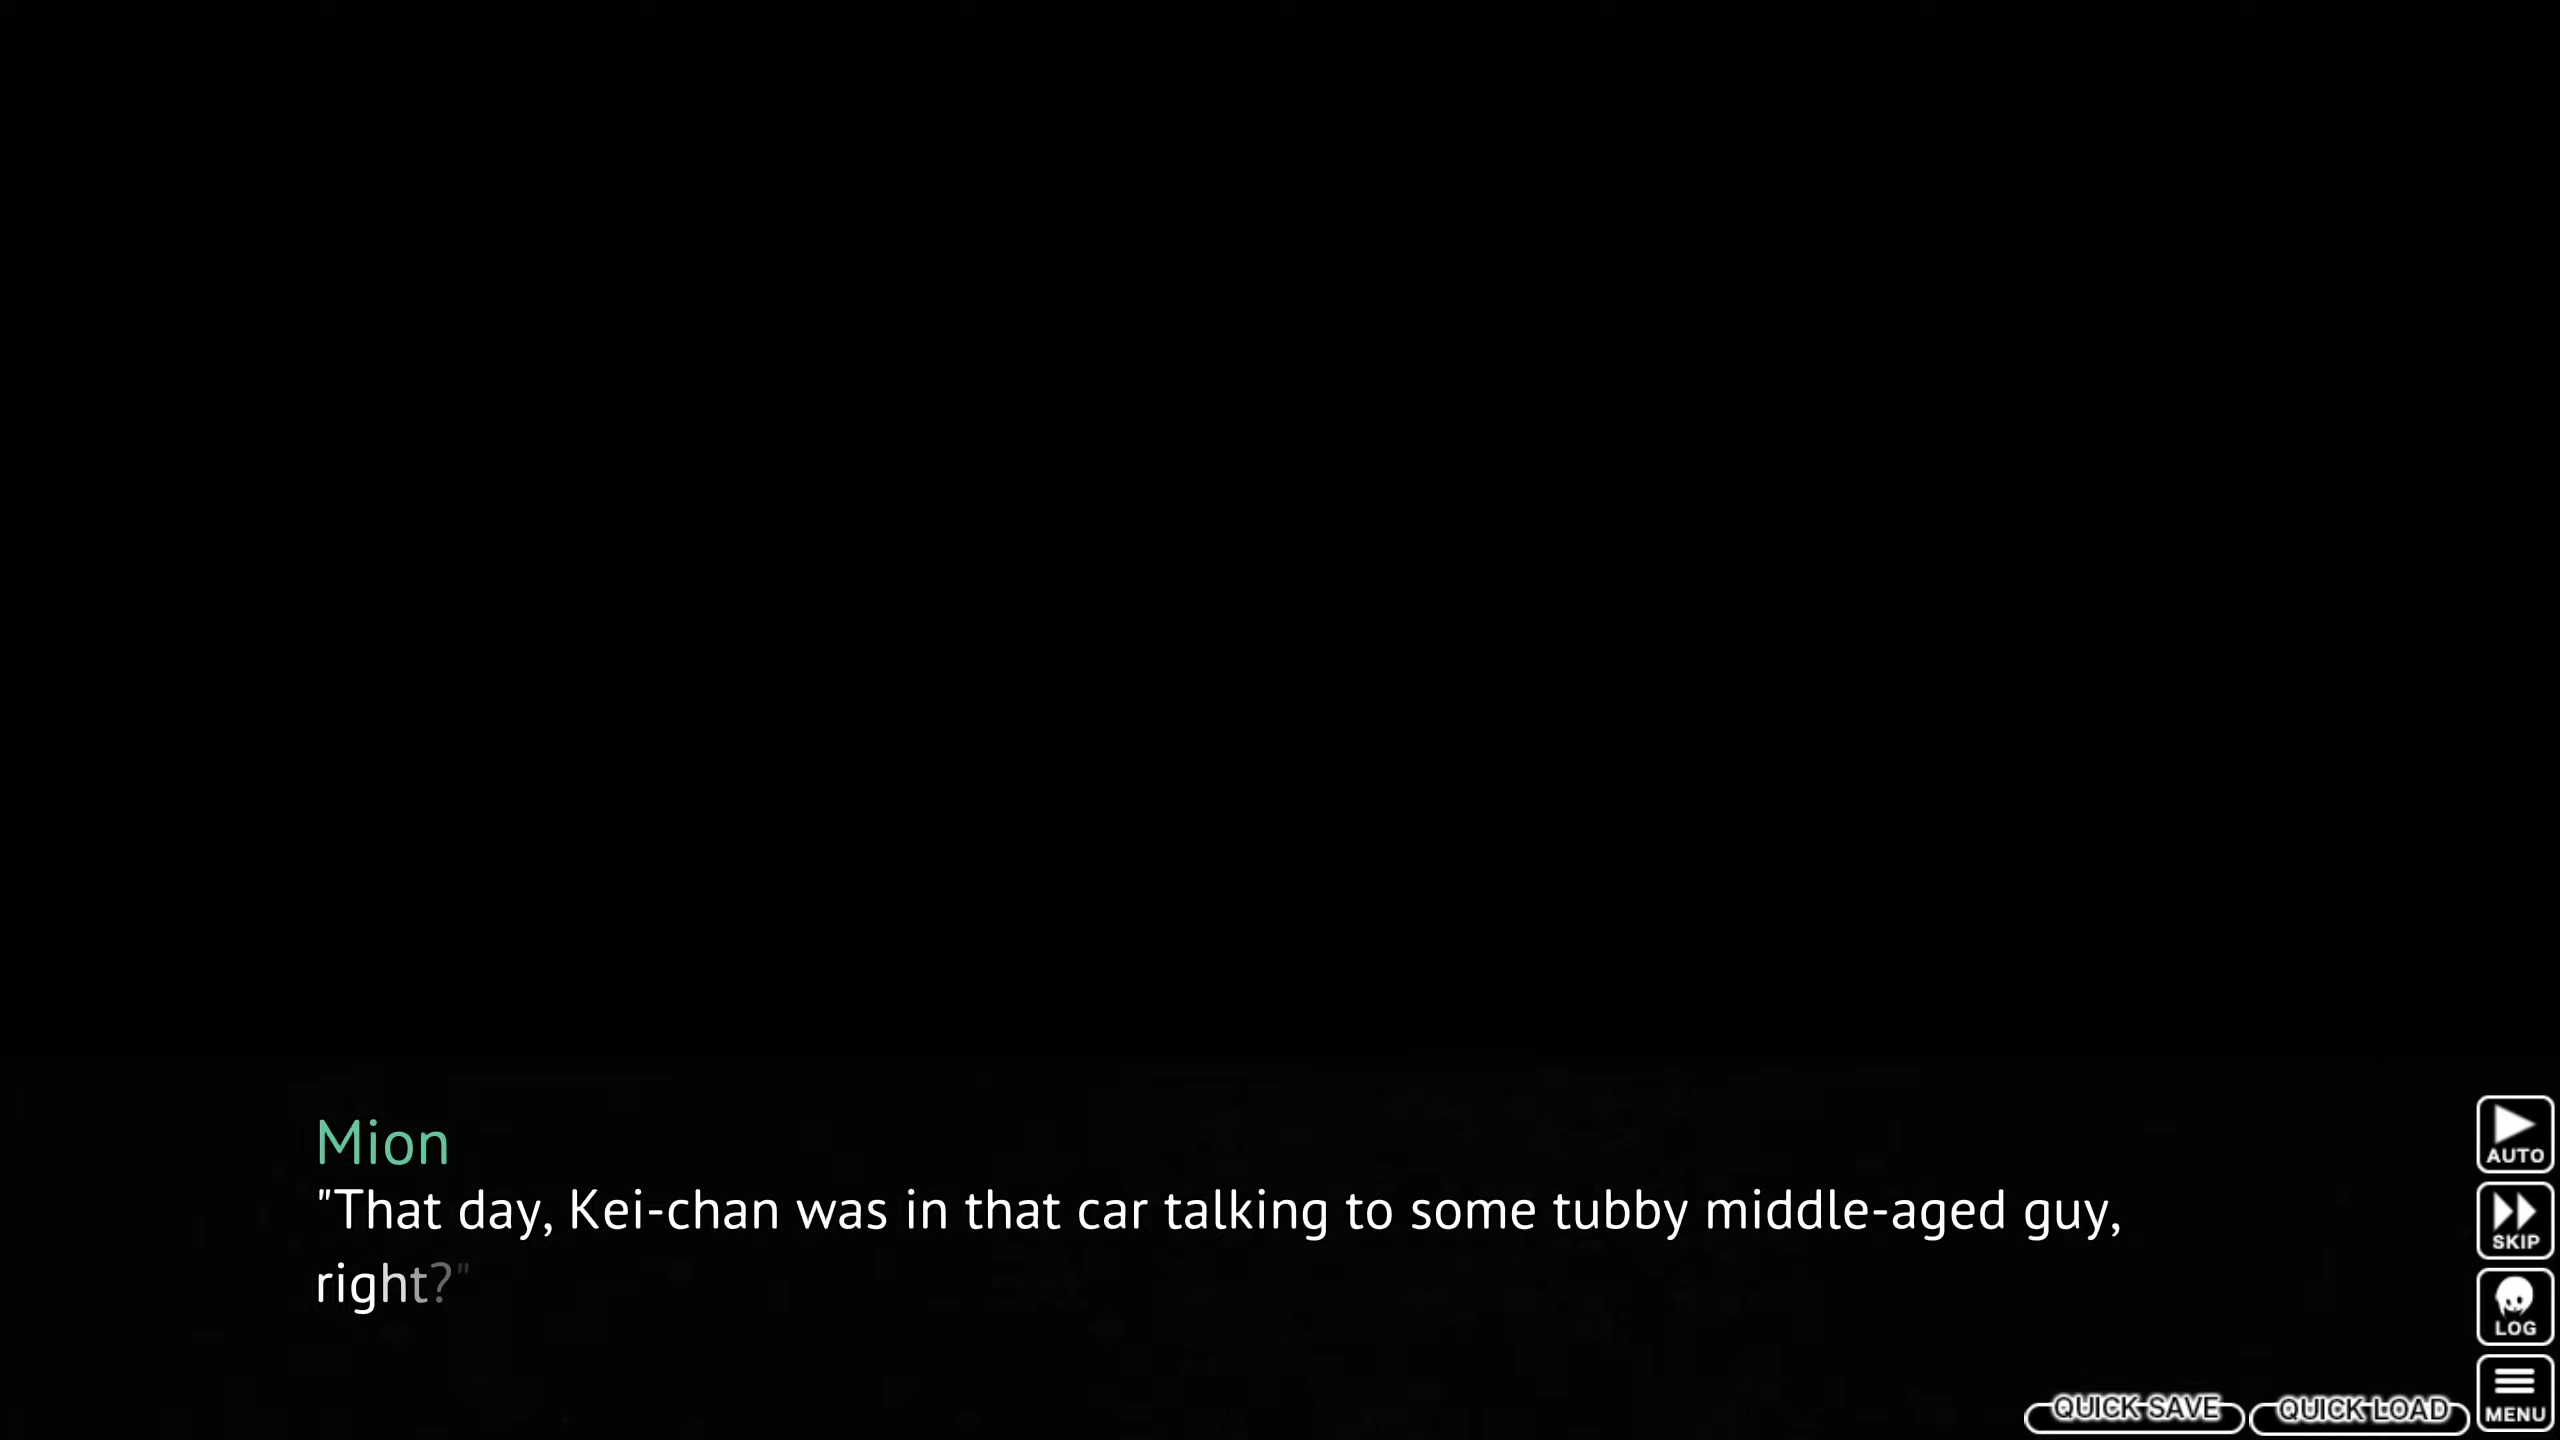 Mion
"That day, Kei-chan was in that car talking to some tubby middle-aged guy,
right?"
AUTO
SKIP
LOG
MENU
QUICK SAVE
QUICK LOAD